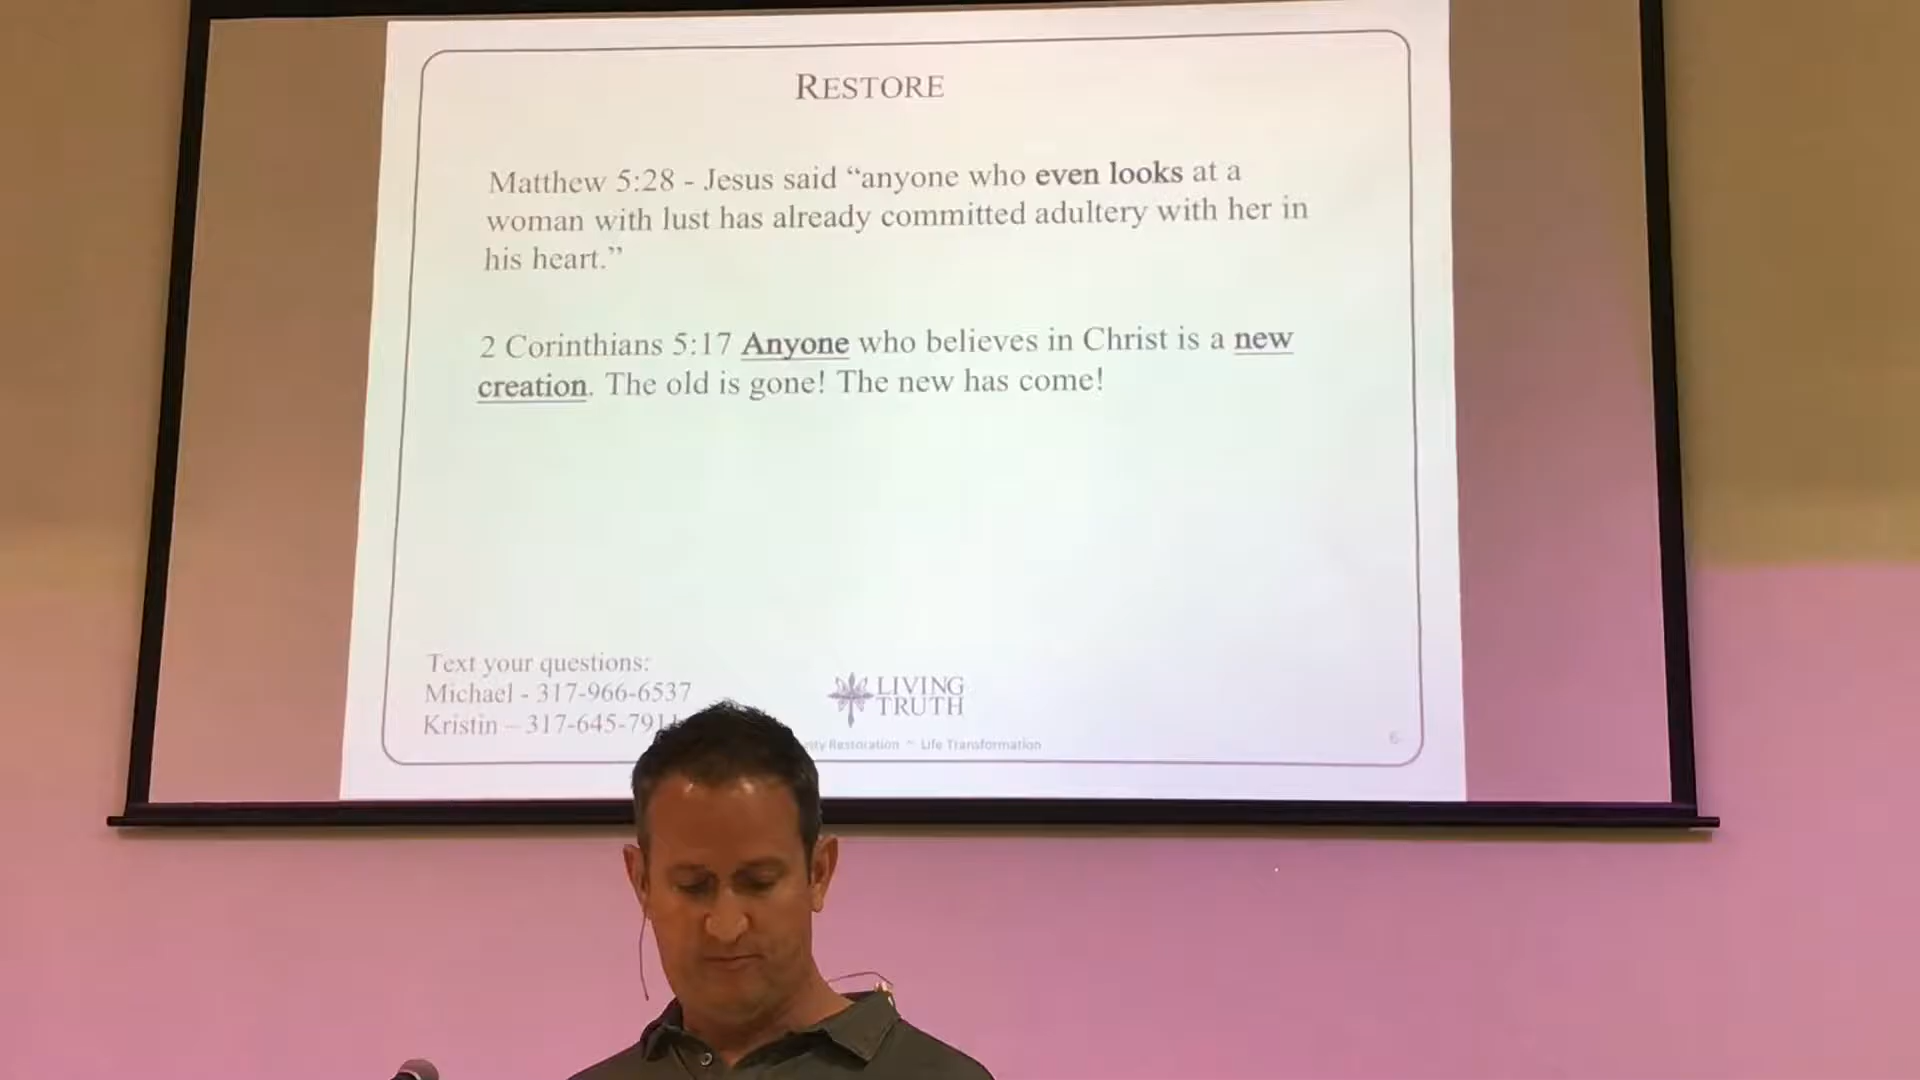 RESTORE
Matthew 5:28 - Jesus said “anyone who even looks at a
woman with lust has already committed adultery with her in
his heart.”
2 Corinthians 5:17 Anyone who believes in Christ is a new
creation. The old is gone! The new has come!
Text your questions:
Michael - 317-966-6537
Kristin – 317-645-791
LIVING
TRUTH
Restoration ~ Life Transformation
6